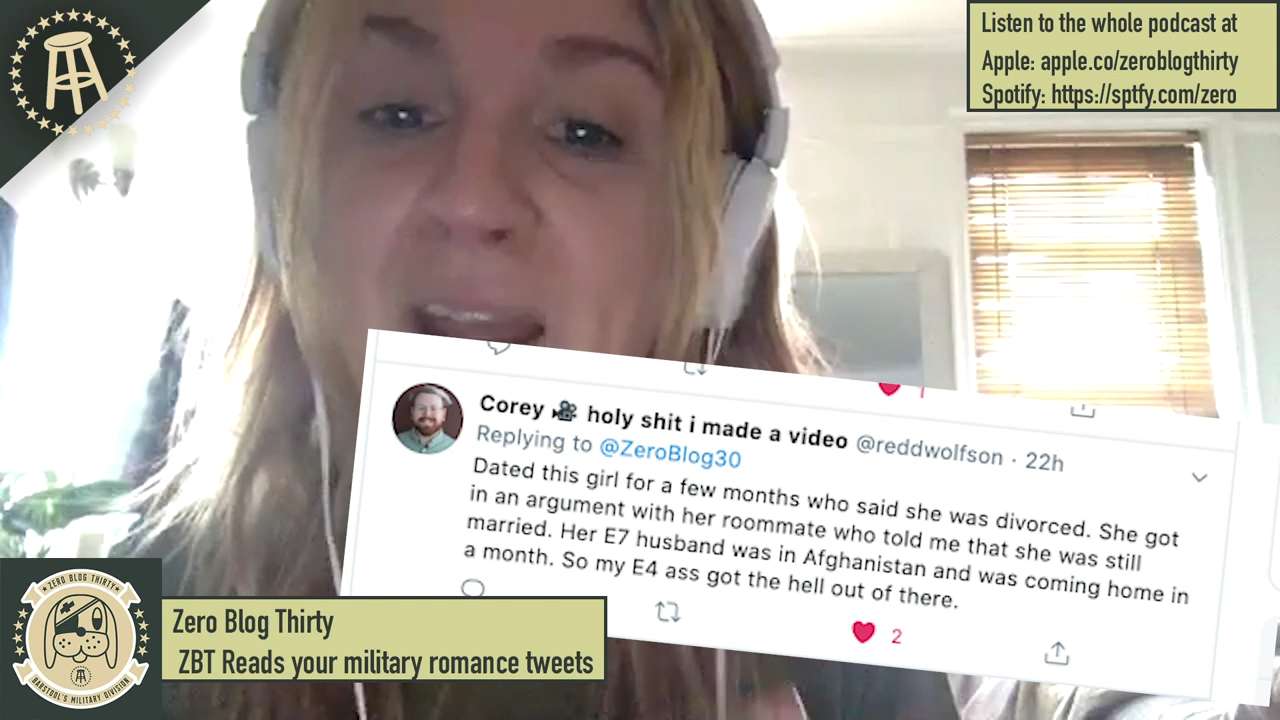 Listen to the whole podcast at
Apple: apple.co/zeroblogthirty
Spotify: https://sptfy.com/zero
Corey 🎥 holy shit i made a video @reddwolfson · 22h
Replying to @ZeroBlog30
Dated this girl for a few months who said she was divorced. She got
in an argument with her roommate who told me that she was still
married. Her E7 husband was in Afghanistan and was coming home in
a month. So my E4 ass got the hell out of there.
2
ZERO BLOG THIRTY
BARSTOOL'S MILITARY DIVISION
Zero Blog Thirty
ZBT Reads your military romance tweets